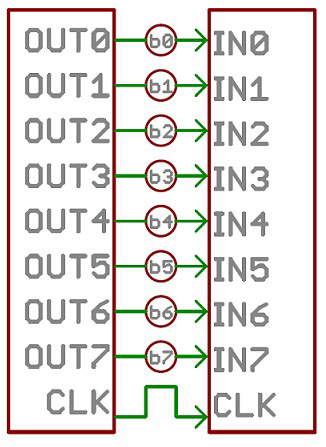 OUT0 b0 IN0
OUT1 b1 IN1
OUT2 b2 IN2
OUT3 b3 IN3
OUT4 b4 IN4
OUT5 b5 IN5
OUT6 b6 IN6
OUT7 b7 IN7
CLK CLK